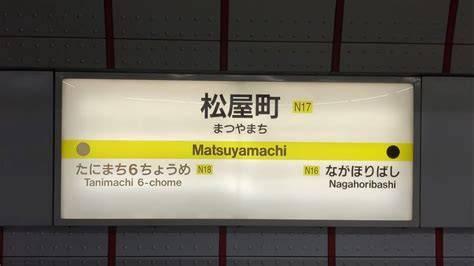 松屋町 N17
まつやまち
Matsuyamachi
たにまち6ちょうめ N18 N16 ながほりばし
Tanimachi 6-chome Nagahoribashi